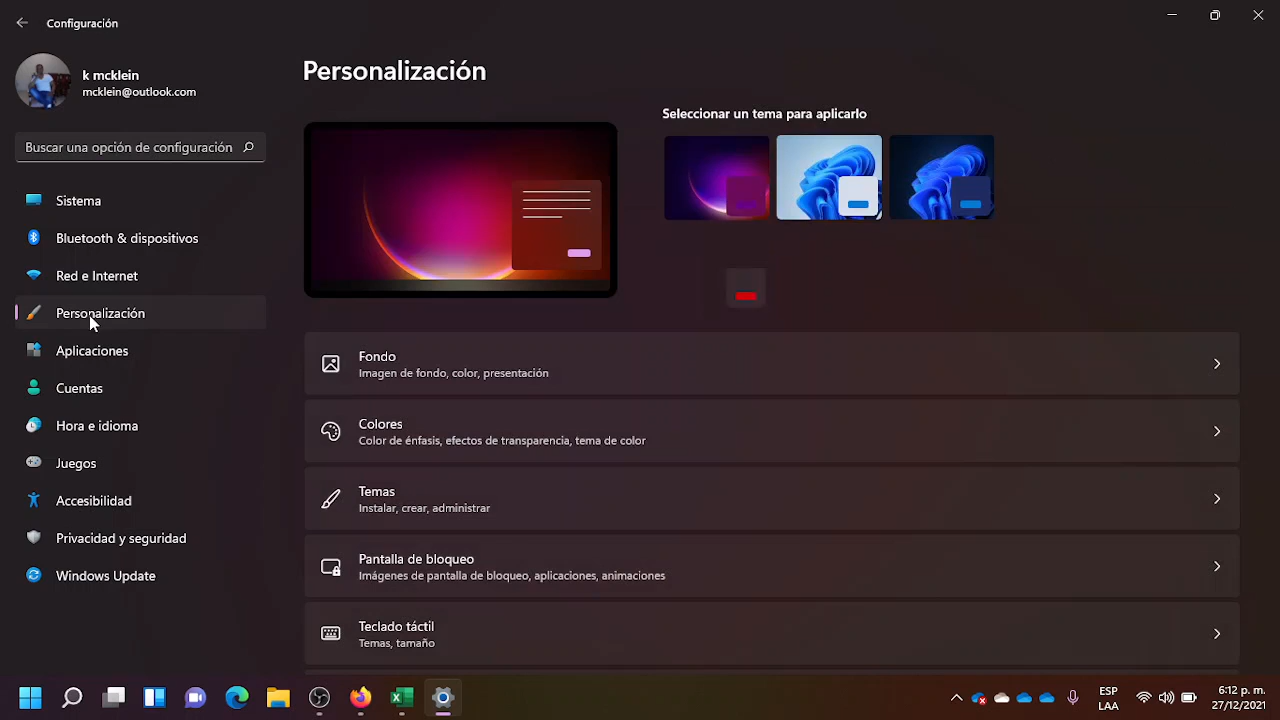 Configuración
k mcklein
mcklein@outlook.com
Buscar una opción de configuración
Sistema
Bluetooth & dispositivos
Red e Internet
Personalización
Aplicaciones
Cuentas
Hora e idioma
Juegos
Accesibilidad
Privacidad y seguridad
Windows Update
Personalización
Seleccionar un tema para aplicarlo
Fondo
Imagen de fondo, color, presentación
Colores
Color de énfasis, efectos de transparencia, tema de color
Temas
Instalar, crear, administrar
Pantalla de bloqueo
Imágenes de pantalla de bloqueo, aplicaciones, animaciones
Teclado táctil
Temas, tamaño
ESP
LAA
6:12 p. m.
27/12/2021